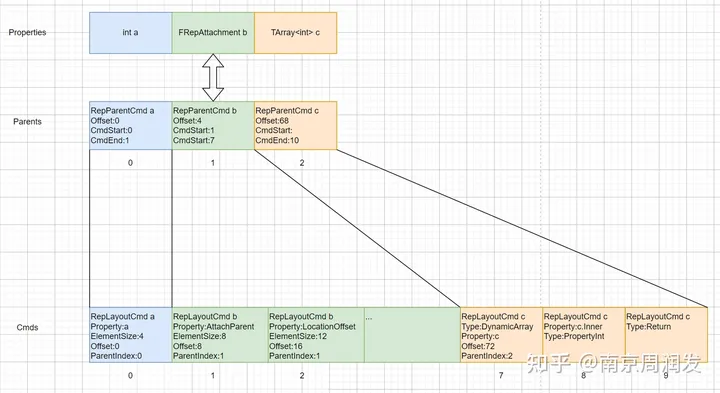 Properties
int a
FRepAttachment b
TArray<int> c
Parents
RepParentCmd a
Offset:0
CmdStart:0
CmdEnd:1
RepParentCmd b
Offset:4
CmdStart:1
CmdStart:7
RepParentCmd c
Offset:68
CmdStart:
CmdEnd:10
0
1
2
Cmds
RepLayoutCmd a
Property:a
ElementSize:4
Offset:0
ParentIndex:0
RepLayoutCmd b
Property:AttachParent
ElementSize:8
Offset:8
ParentIndex:1
RepLayoutCmd b
Property:LocationOffset
ElementSize:12
Offset:16
ParentIndex:1
...
RepLayoutCmd c
Type:DynamicArray
Property:c
Offset:72
ParentIndex:2
RepLayoutCmd c
Property:c.Inner
Type:PropertyInt
RepLayoutCmd c
Type:Return
0
1
2
7
8
9
知乎 @南京周润发